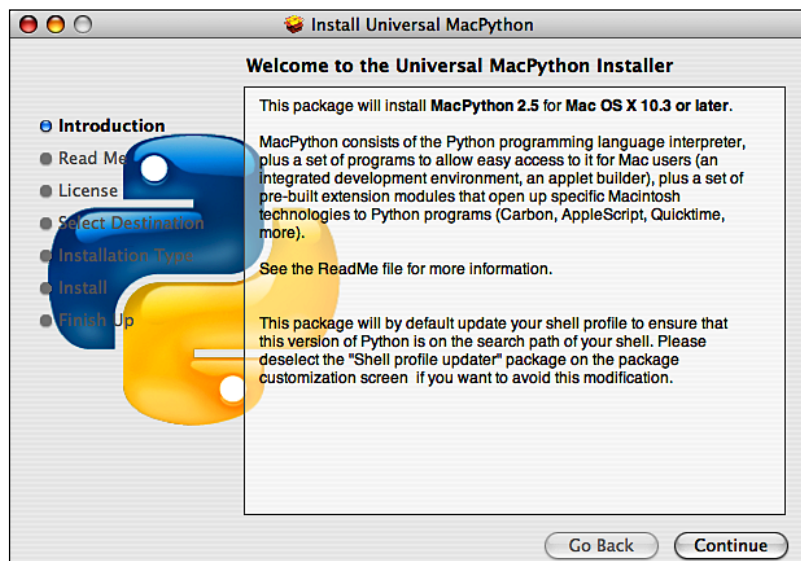 Install Universal MacPython
Welcome to the Universal MacPython Installer
Introduction
Read Me
License
Select Destination
Installation Type
Install
Finish Up
This package will install MacPython 2.5 for Mac OS X 10.3 or later.
MacPython consists of the Python programming language interpreter,
plus a set of programs to allow easy access to it for Mac users (an
integrated development environment, an applet builder), plus a set of
pre-built extension modules that open up specific Macintosh
technologies to Python programs (Carbon, AppleScript, Quicktime,
more).
See the ReadMe file for more information.
This package will by default update your shell profile to ensure that
this version of Python is on the search path of your shell. Please
deselect the "Shell profile updater" package on the package
customization screen  if you want to avoid this modification.
Go Back
Continue